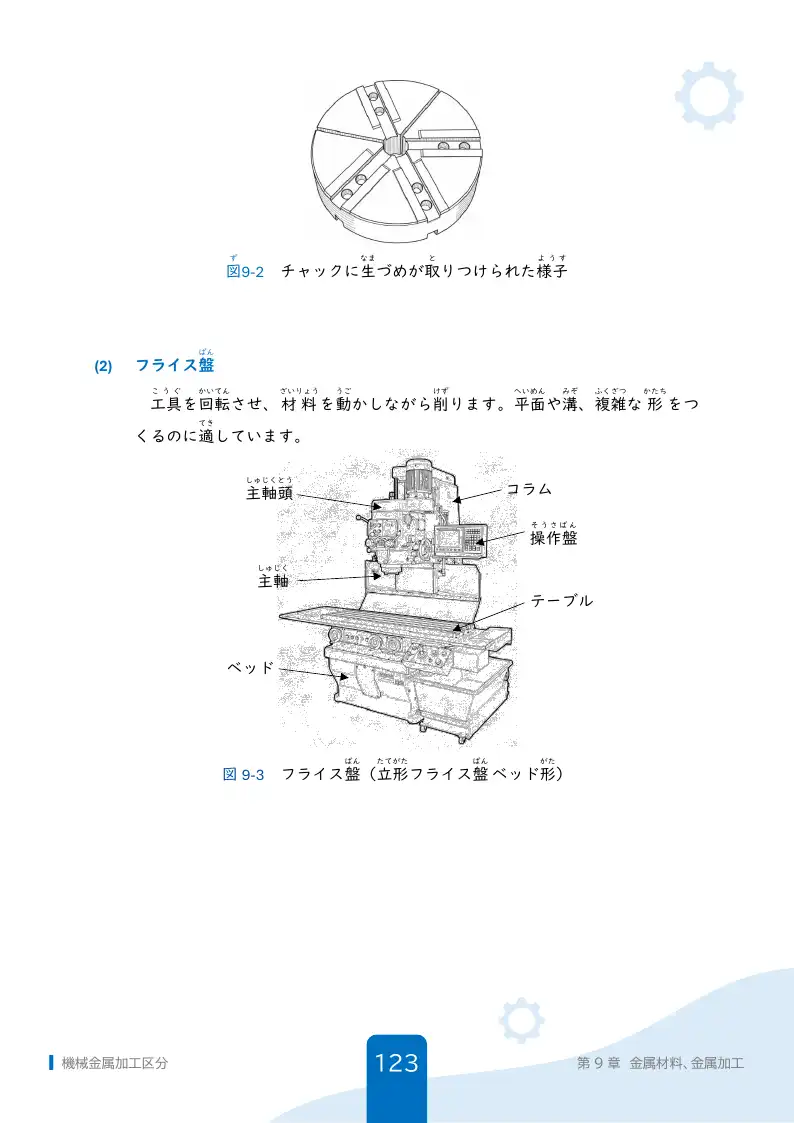 図9-2 チャックに生づめが取りつけられた様子
(2) フライス盤
工具を回転させ、材料を動かしながら削ります。平面や溝、複雑な形をつ
くるのに適しています。
主軸頭
コラム
操作盤
主軸
テーブル
ベッド
図 9-3 フライス盤（立形フライス盤 ベッド形）
機械金属加工区分
123
第 9 章 金属材料、金属加工